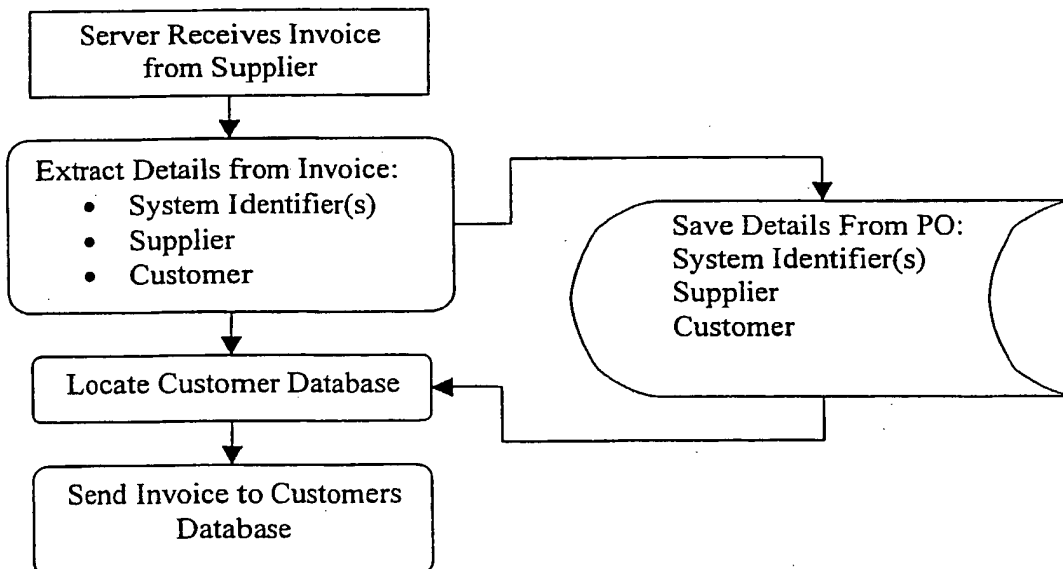 Server Receives Invoice
from Supplier
Extract Details from Invoice:
• System Identifier(s)
• Supplier
• Customer
Save Details From PO:
System Identifier(s)
Supplier
Customer
Locate Customer Database
Send Invoice to Customers
Database